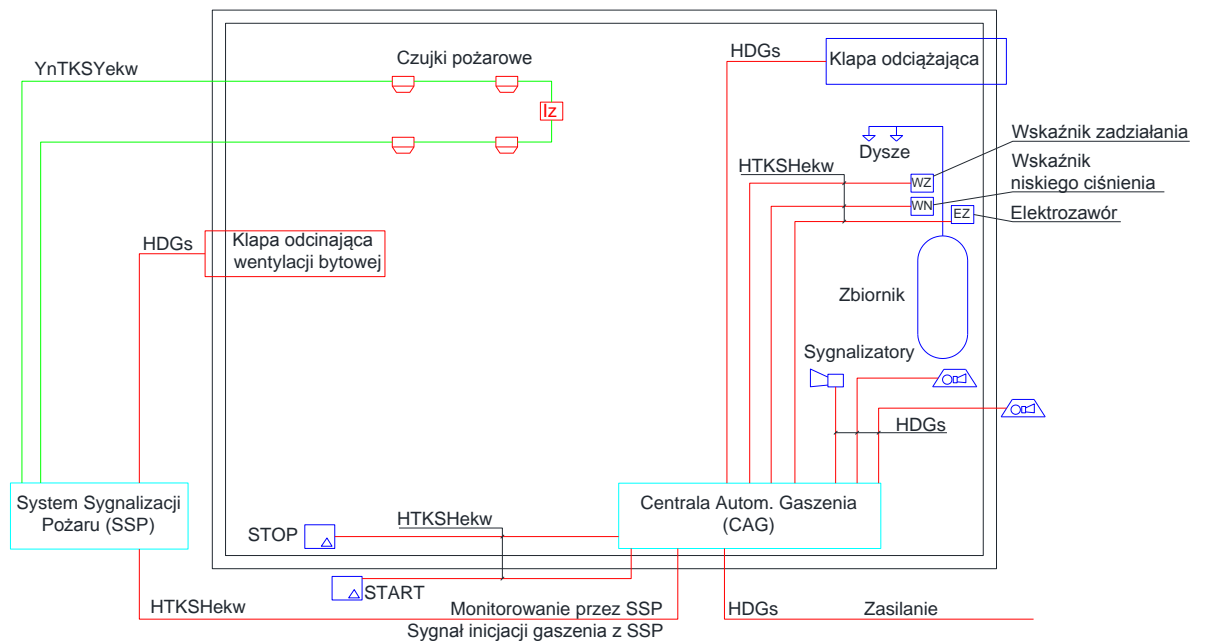 HDGs
Klapa odciążająca
Czujki pożarowe
YnTKSYekw
Iz
Wskaźnik zadziałania
Dysze
Wskaźnik
niskiego ciśnienia
HTKSHekw
WZ
WN
EZ
Elektrozawór
HDGs
Klapa odcinająca
wentylacji bytowej
Zbiornik
Sygnalizatory
HDGs
System Sygnalizacji
Pożaru (SSP)
Centrala Autom. Gaszenia
(CAG)
HTKSHekw
STOP
START
HTKSHekw
Monitorowanie przez SSP
Sygnał inicjacji gaszenia z SSP
HDGs
Zasilanie